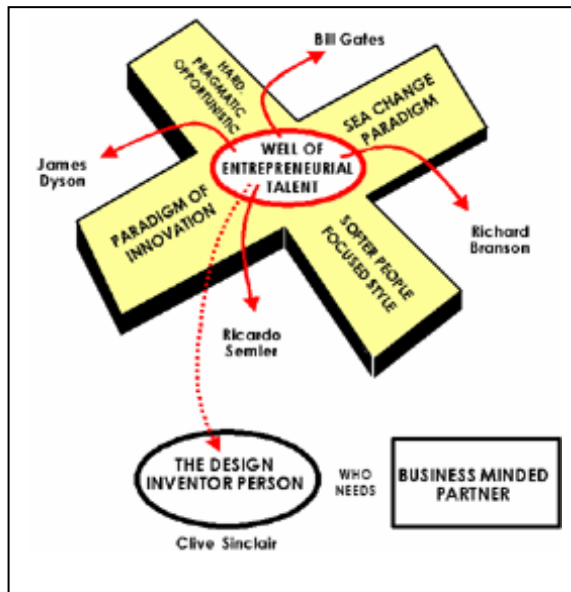 Bill Gates
HARD,
PRAGMATIC
OPPORTUNISTIC
SEA CHANGE
PARADIGM
James
Dyson
WELL OF
ENTREPRENEURIAL
TALENT
PARADIGM OF
INNOVATION
SOFTER PEOPLE
FOCUSED STYLE
Richard
Branson
Ricardo
Semler
THE DESIGN
INVENTOR PERSON
WHO
NEEDS
BUSINESS MINDED
PARTNER
Clive Sinclair